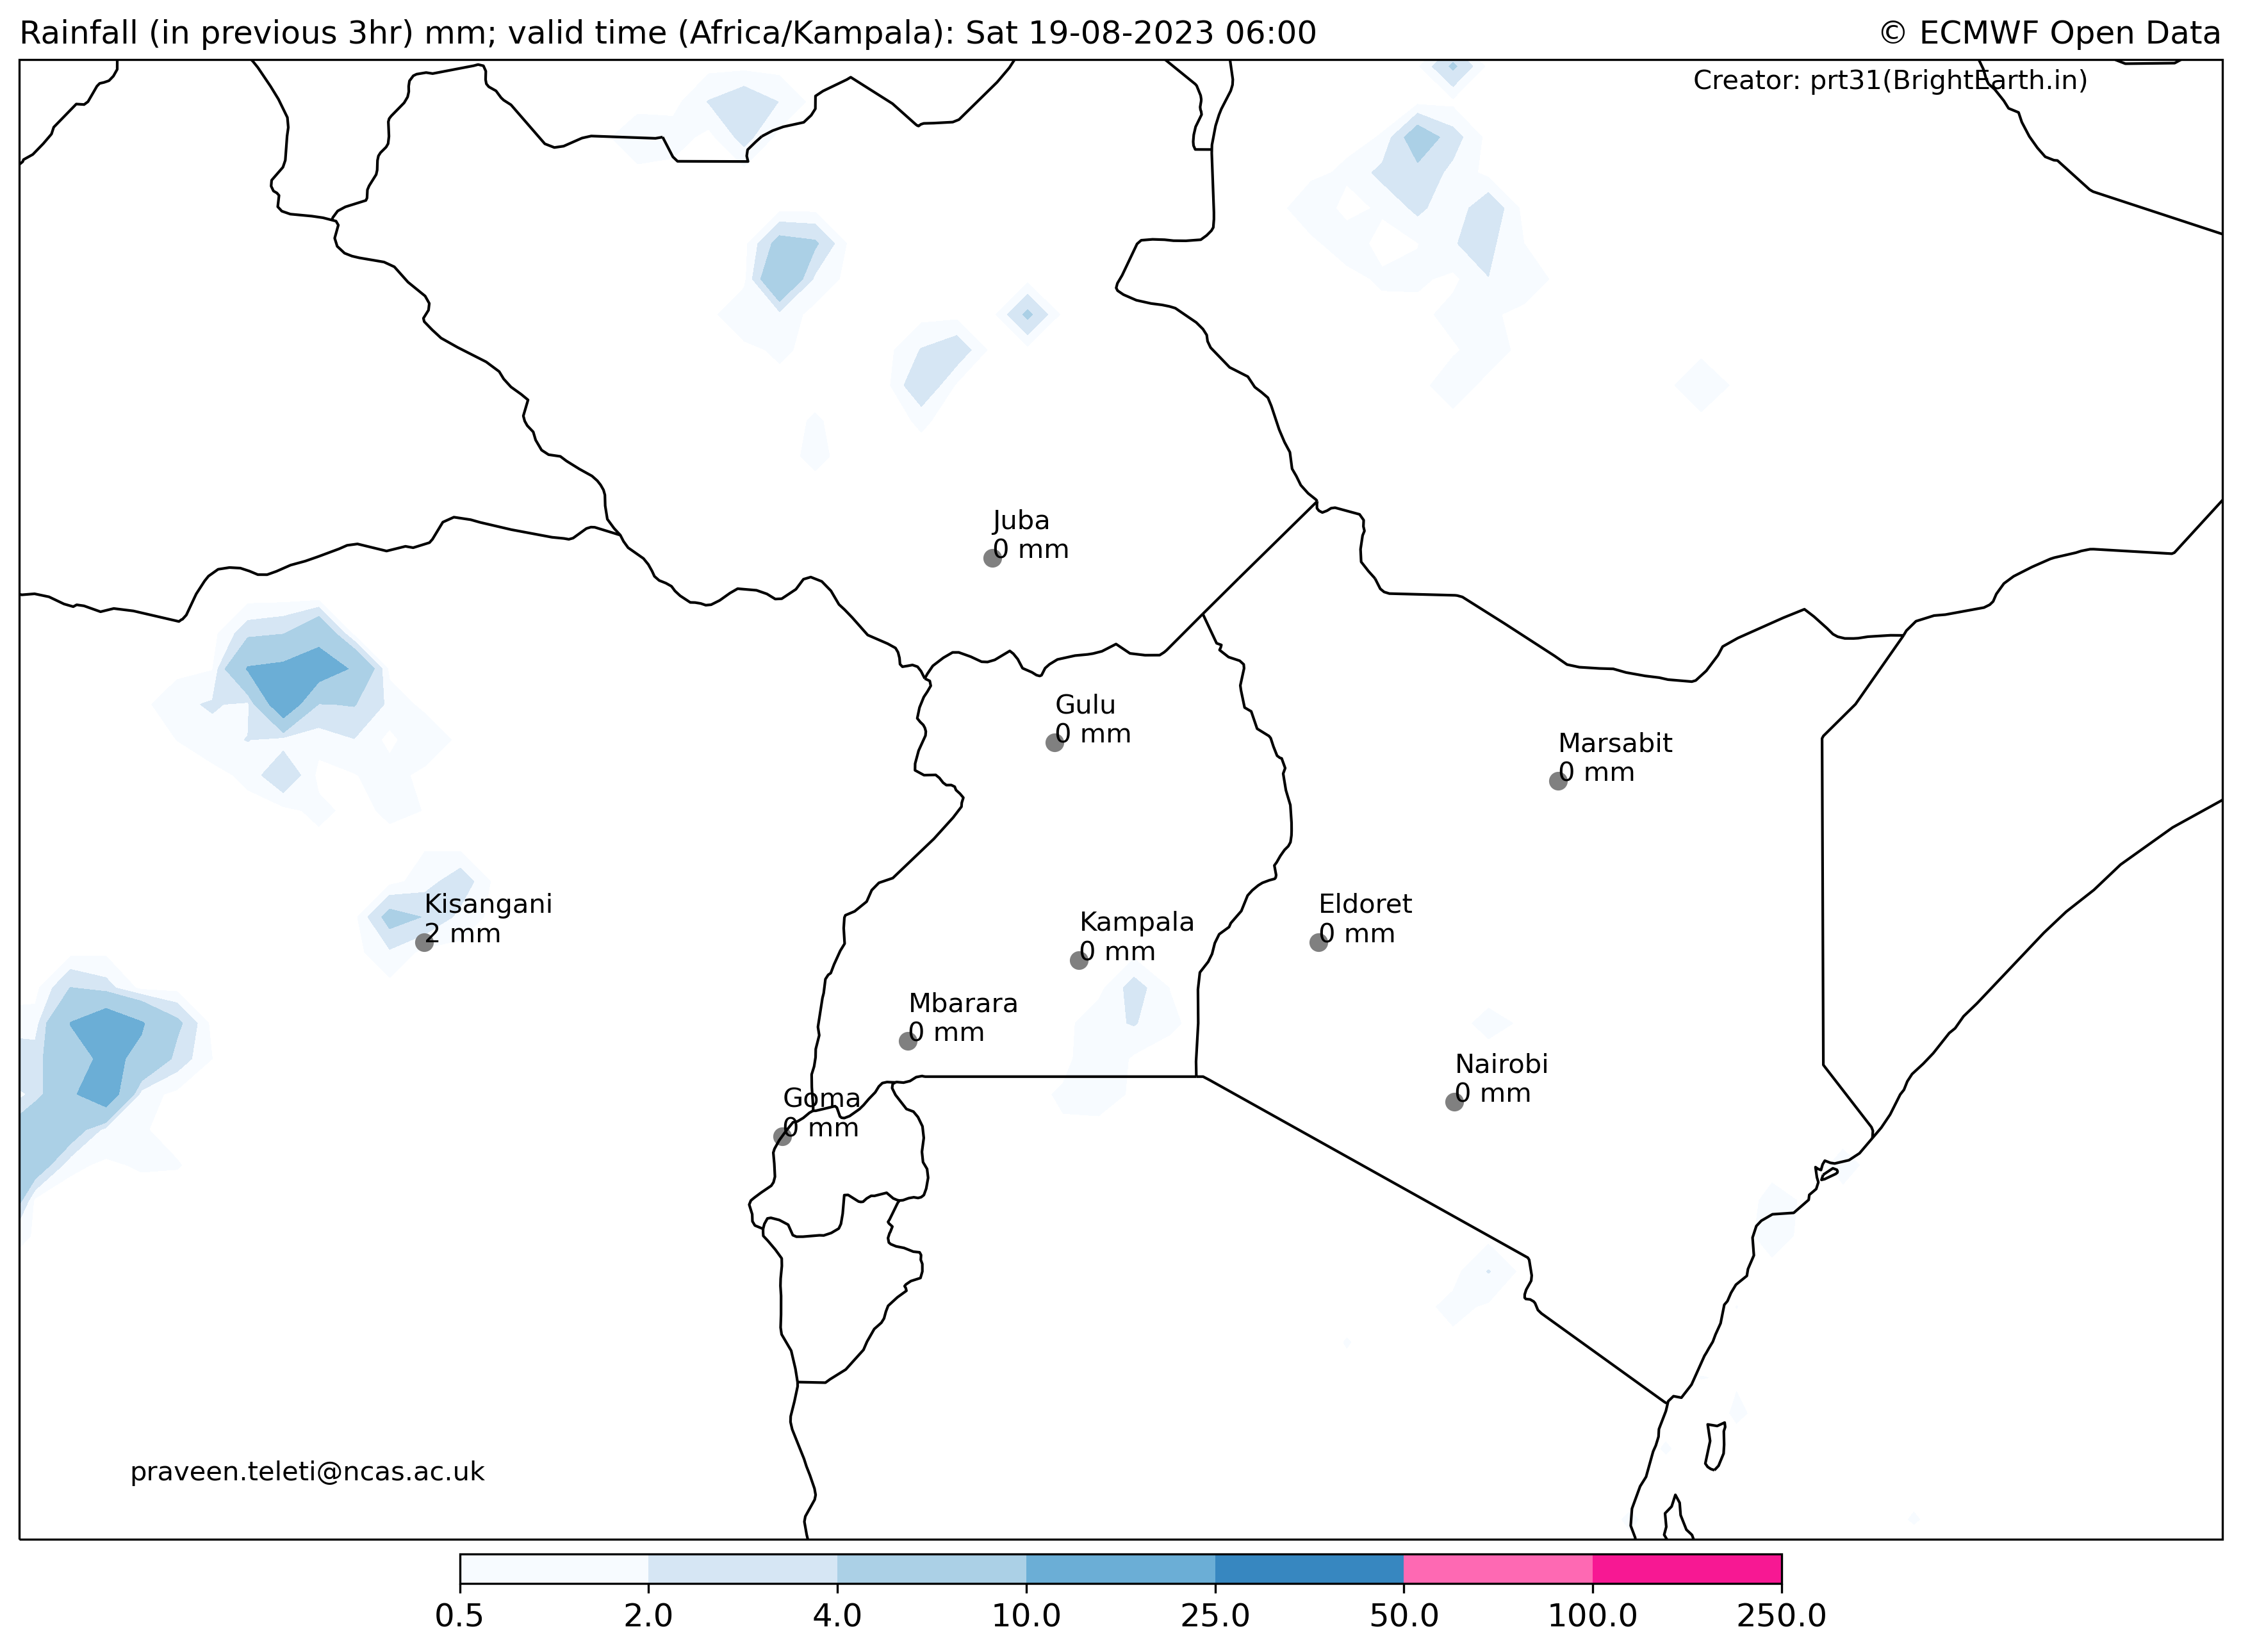 Rainfall (in previous 3hr) mm; valid time (Africa/Kampala): Sat 19-08-2023 06:00
© ECMWF Open Data
Creator: prt31(BrightEarth.in)
Juba
0 mm
Gulu
0 mm
Marsabit
0 mm
Kisangani
2 mm
Kampala
0 mm
Eldoret
0 mm
Mbarara
0 mm
Nairobi
0 mm
Goma
0 mm
praveen.teleti@ncas.ac.uk
0.5 2.0 4.0 10.0 25.0 50.0 100.0 250.0